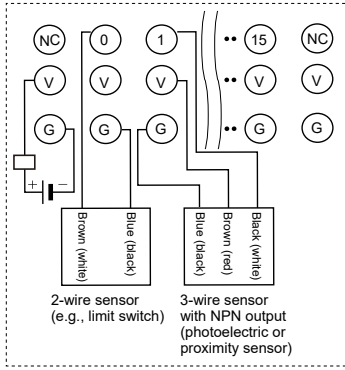 NC 0 1 •• 15 NC
V V V •• V V
G G G •• G G
+ −
Brown (white)
Blue (black)
Blue (black)
Brown (red)
Black (white)
2-wire sensor
(e.g., limit switch)
3-wire sensor
with NPN output
(photoelectric or
proximity sensor)